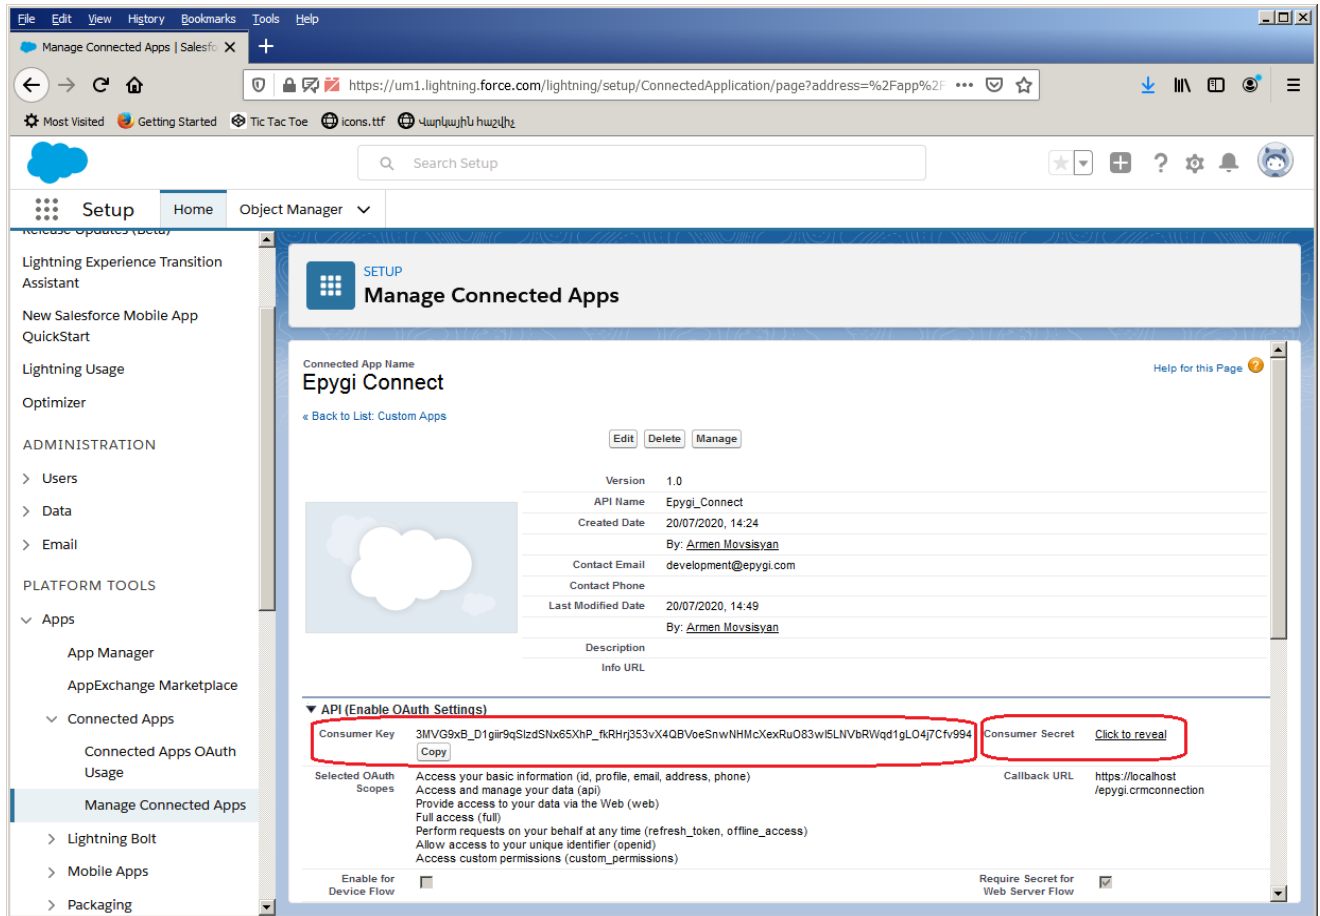 File Edit View History Bookmarks Tools Help
Manage Connected Apps | Salesfo
https://um1.lightning.force.com/lightning/setup/ConnectedApplication/page?address=%2Fapp%2F
Most Visited Getting Started Tic Tac Toe icons.ttf Վարկային հաշվիչ
Search Setup
Setup Home Object Manager
Release Updates (Beta)
Lightning Experience Transition
Assistant
New Salesforce Mobile App
QuickStart
Lightning Usage
Optimizer
ADMINISTRATION
Users
Data
Email
PLATFORM TOOLS
Apps
App Manager
AppExchange Marketplace
Connected Apps
Connected Apps OAuth
Usage
Manage Connected Apps
Lightning Bolt
Mobile Apps
Packaging
SETUP
Manage Connected Apps
Connected App Name
Epygi Connect
Help for this Page
« Back to List: Custom Apps
Edit Delete Manage
Version 1.0
API Name Epygi_Connect
Created Date 20/07/2020, 14:24
By: Armen Movsisyan
Contact Email development@epygi.com
Contact Phone
Last Modified Date 20/07/2020, 14:49
By: Armen Movsisyan
Description
Info URL
API (Enable OAuth Settings)
Consumer Key 3MVG9xB_D1giir9qSlzdSNx65XhP_fkRHrj353vX4QBVoeSnwNHMcXexRuO83wI5LNVbRWqd1gLO4j7Cfv994 Consumer Secret Click to reveal
Copy
Selected OAuth Scopes Access your basic information (id, profile, email, address, phone) Callback URL https://localhost
/epygi.crmconnection
Access and manage your data (api)
Provide access to your data via the Web (web)
Full access (full)
Perform requests on your behalf at any time (refresh_token, offline_access)
Allow access to your unique identifier (openid)
Access custom permissions (custom_permissions)
Enable for Device Flow Require Secret for Web Server Flow